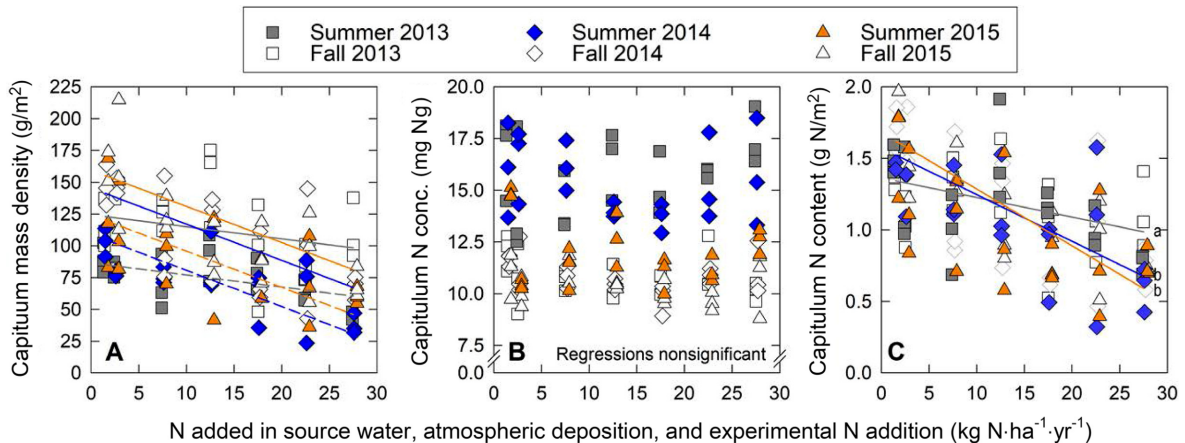 Summer 2013
Summer 2014
Summer 2015
Fall 2013
Fall 2014
Fall 2015
Capituum mass density (g/m²)
225
200
175
150
125
100
75
50
25
0
A
0 5 10 15 20 25 30
Capitulum N conc. (mg Ng)
20.0
17.5
15.0
12.5
10.0
7.5
0.0
B
Regressions nonsignificant
0 5 10 15 20 25 30
Capitulum N content (g N/m²)
2.0
1.5
1.0
0.5
0.0
C
a
b
b
0 5 10 15 20 25 30
N added in source water, atmospheric deposition, and experimental N addition (kg N·ha⁻¹·yr⁻¹)